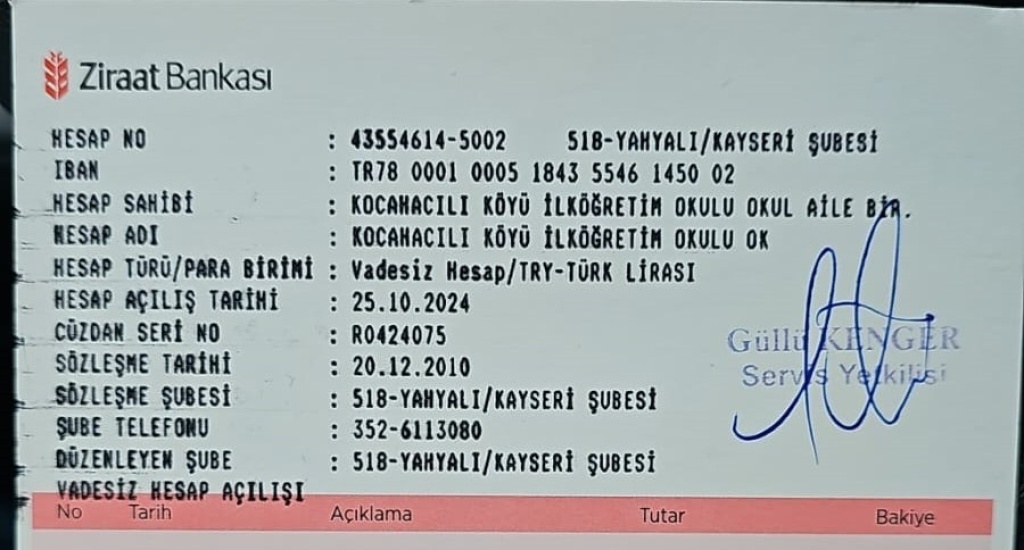 Ziraat Bankası
HESAP NO : 43554614-5002 518-YAHYALI/KAYSERİ ŞUBESİ
IBAN : TR78 0001 0005 1843 5546 1450 02
HESAP SAHİBİ : KOCAHACILI KÖYÜ İLKÖĞRETİM OKULU OKUL AİLE BİR.
HESAP ADI : KOCAHACILI KÖYÜ İLKÖĞRETİM OKULU OK
HESAP TÜRÜ/PARA BİRİMİ : Vadesiz Hesap/TRY-TÜRK LİRASI
HESAP AÇILIŞ TARİHİ : 25.10.2024
CÜZDAN SERİ NO : R0424075
SÖZLEŞME TARİHİ : 20.12.2010
SÖZLEŞME ŞUBESİ : 518-YAHYALI/KAYSERİ ŞUBESİ
ŞUBE TELEFONU : 352-6113080
DÜZENLEYEN ŞUBE : 518-YAHYALI/KAYSERİ ŞUBESİ
VADESİZ HESAP AÇILIŞI
Güllü KENGER
Servis Yetkilisi
No Tarih Açıklama Tutar Bakiye